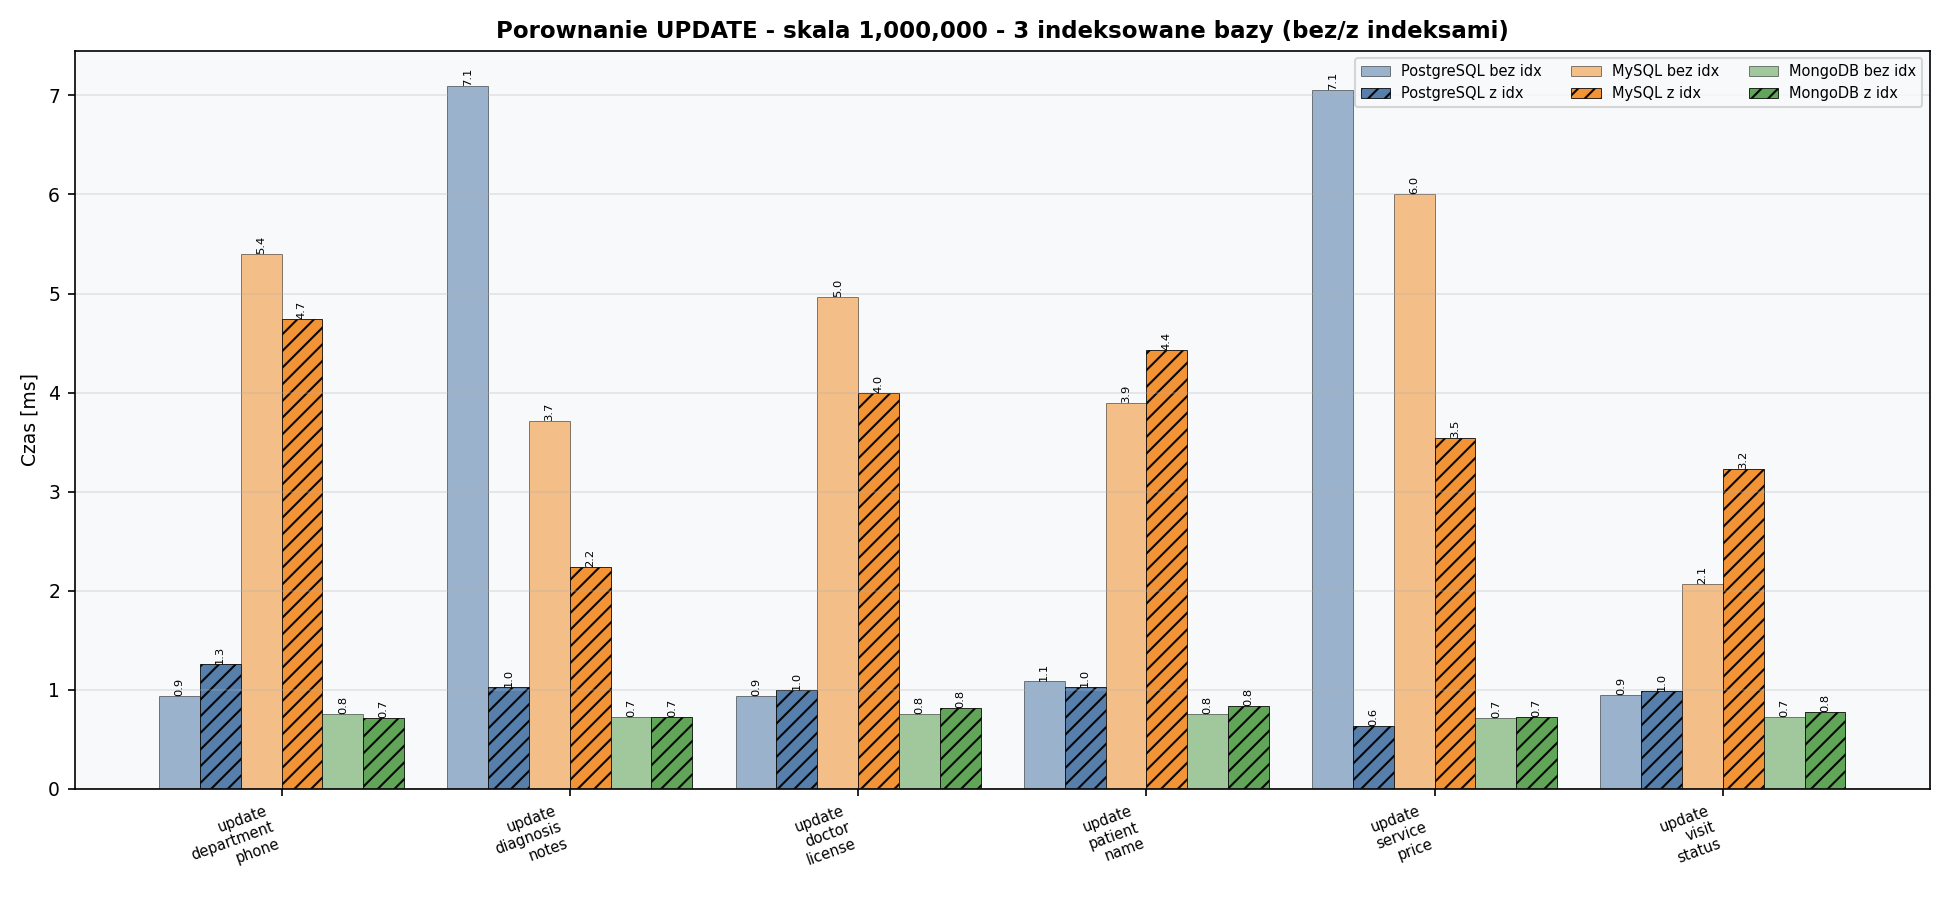 Porownanie UPDATE - skala 1,000,000 - 3 indeksowane bazy (bez/z indeksami)
PostgreSQL bez idx
PostgreSQL z idx
MySQL bez idx
MySQL z idx
MongoDB bez idx
MongoDB z idx
Czas [ms]
7
6
5
4
3
2
1
0
0.9
1.3
5.4
4.7
0.8
0.7
7.1
1.0
3.7
2.2
0.7
0.7
0.9
1.0
5.0
4.0
0.8
0.8
1.1
1.0
3.9
4.4
0.8
0.8
7.1
0.6
6.0
3.5
0.7
0.7
0.9
1.0
2.1
3.2
0.7
0.8
update
department
phone
update
diagnosis
notes
update
doctor
license
update
patient
name
update
service
price
update
visit
status